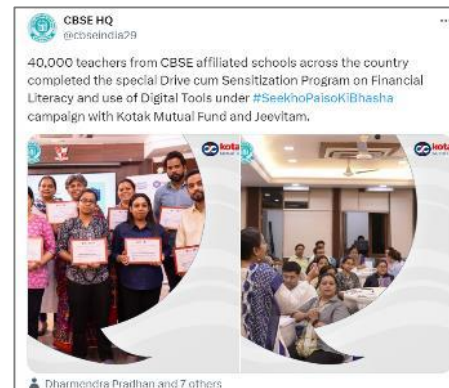 CBSE HQ
@cbseindia29
40,000 teachers from CBSE affiliated schools across the country
completed the special Drive cum Sensitization Program on Financial
Literacy and use of Digital Tools under #SeekhoPaisoKiBhasha
campaign with Kotak Mutual Fund and Jeevitam.
kota
kota
Dharmendra Pradhan and 7 others